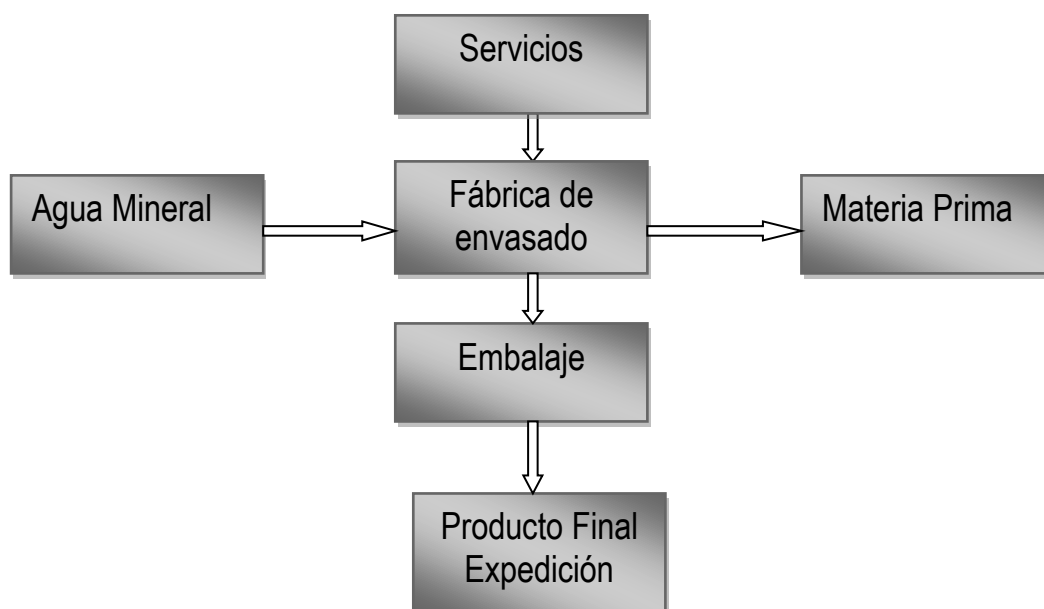 Servicios
Agua Mineral
Fábrica de
envasado
Materia Prima
Embalaje
Producto Final
Expedición